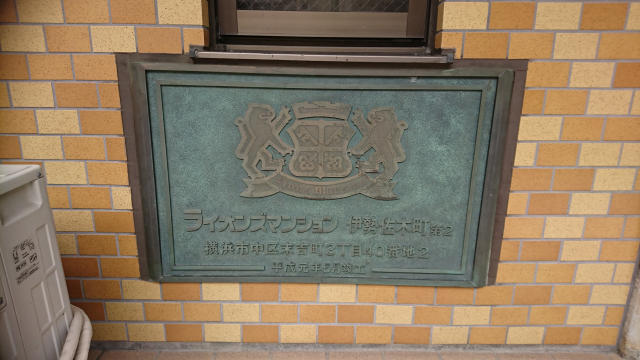 ライオンズマンション 伊勢佐木町第2
横浜市中区末吉町3丁目40番地2
平成元年5月竣工